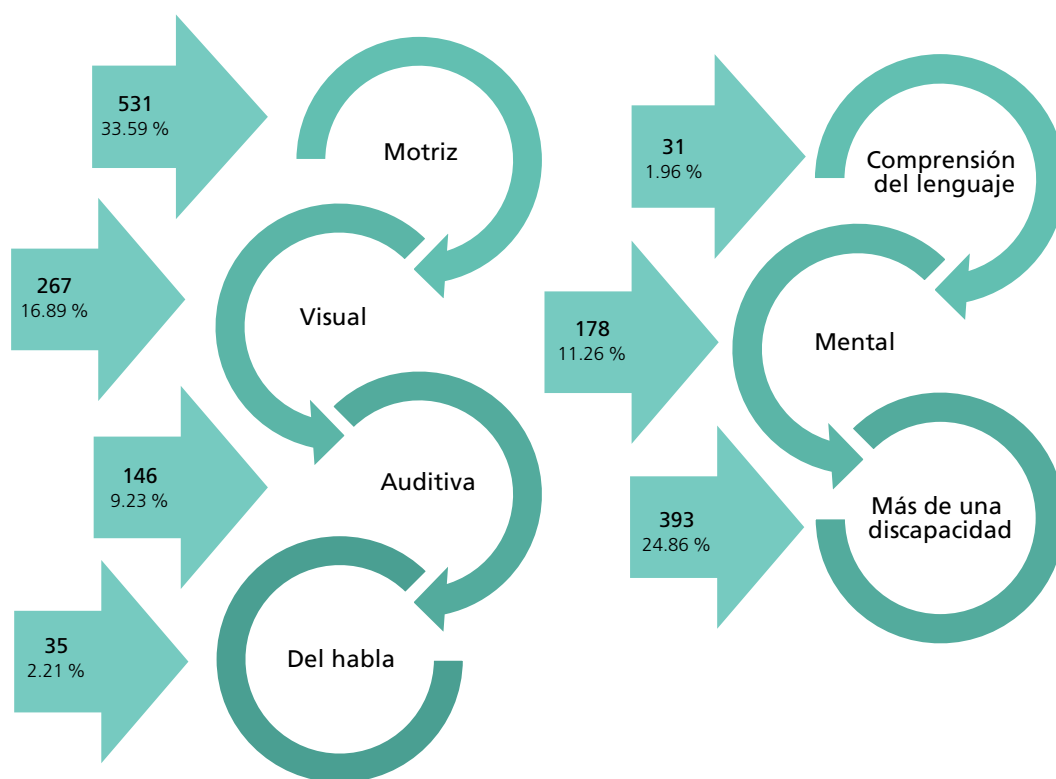 531
33.59 %
Motriz
267
16.89 %
Visual
146
9.23 %
Auditiva
35
2.21 %
Del habla
31
1.96 %
Comprensión
del lenguaje
178
11.26 %
Mental
393
24.86 %
Más de una
discapacidad